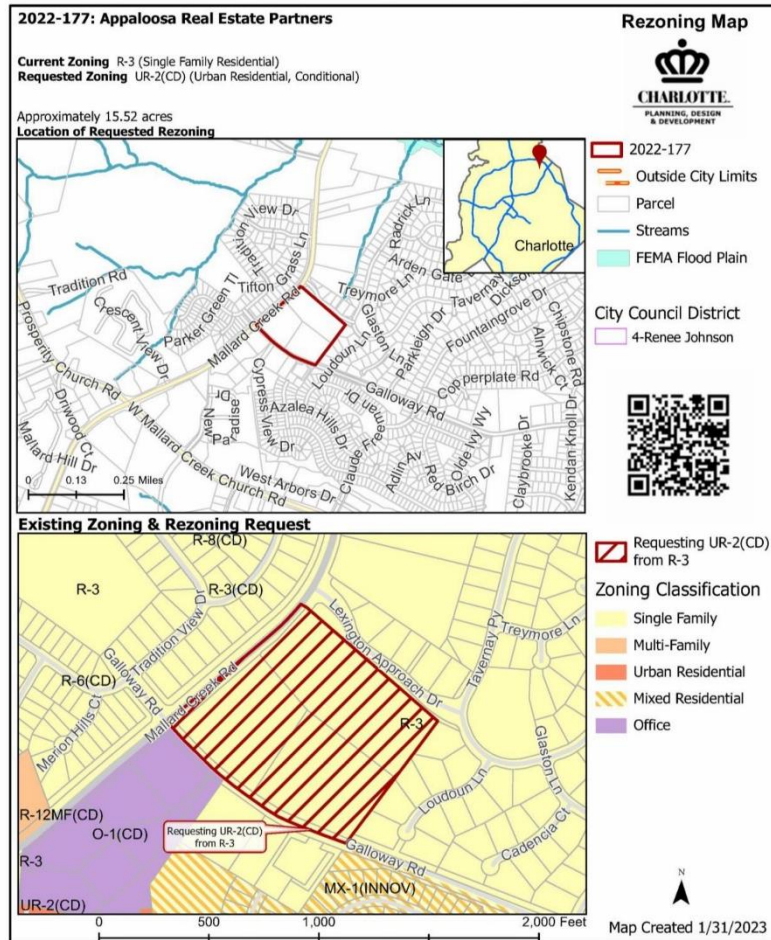 2022-177: Appaloosa Real Estate Partners
Rezoning Map
Current Zoning R-3 (Single Family Residential)
Requested Zoning UR-2(CD) (Urban Residential, Conditional)
CHARLOTTE.
PLANNING, DESIGN
& DEVELOPMENT
Approximately 15.52 acres
Location of Requested Rezoning
2022-177
Outside City Limits
Parcel
Streams
FEMA Flood Plain
City Council District
4-Renee Johnson
Charlotte
Tradition View Dr
Tifton Grass Ln
Radrick Ln
Arden Gate
Treymore Ln
Tavernay
Dickson
Fountaingrove Dr
Chipstone Rd
Tradition Rd
Crescent View Dr
Parker Green Tl
Mallard Creek Rd
Glaston Ln
Parkleigh Dr
Loudoun Ln
Alnwick Ct
Copperplate Rd
Prosperity Church Rd
Galloway Rd
Driwood Ct
Mallard Hill Dr
W Mallard Creek Church Rd
Cypress View Dr
Azalea Hills Dr
Claude Freeman Dr
Adlin Av
Red Birch Dr
Olde Ivy Wy
Claybrooke Dr
Kendan Knoll Dr
West Arbors Dr
0 0.13 0.25 Miles
Existing Zoning & Rezoning Request
Requesting UR-2(CD)
from R-3
Zoning Classification
Single Family
Multi-Family
Urban Residential
Mixed Residential
Office
R-8(CD)
R-3
R-3(CD)
Tradition View Dr
Lexington Approach Dr
Tavernay Py
Treymore Ln
R-6(CD)
Galloway Rd
Merion Hills Ct
Mallard Creek Rd
R-3
Glaston Ln
Loudoun Ln
Cadencia Ct
R-12MF(CD)
O-1(CD)
Requesting UR-2(CD)
from R-3
Galloway Rd
R-3
MX-1(INNOV)
UR-2(CD)
0 500 1,000 2,000 Feet
N
Map Created 1/31/2023